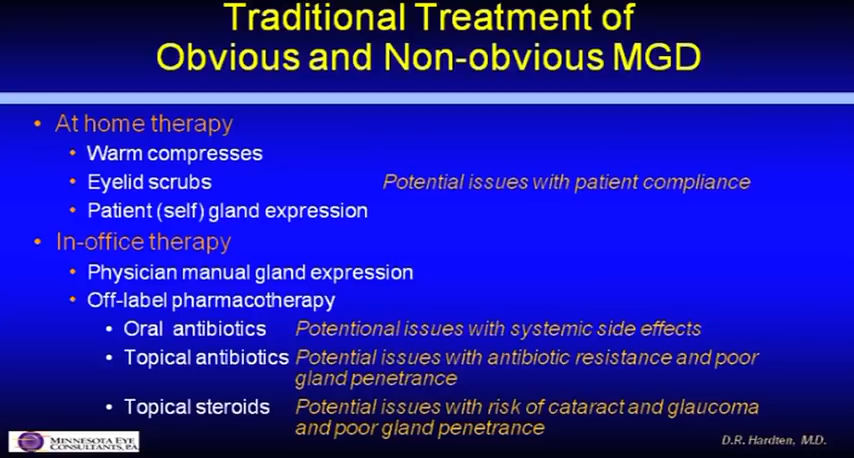 Traditional Treatment of
Obvious and Non-obvious MGD
• At home therapy
• Warm compresses
• Eyelid scrubs Potential issues with patient compliance
• Patient (self) gland expression
• In-office therapy
• Physician manual gland expression
• Off-label pharmacotherapy
• Oral antibiotics Potentional issues with systemic side effects
• Topical antibiotics Potential issues with antibiotic resistance and poor
gland penetrance
• Topical steroids Potential issues with risk of cataract and glaucoma
and poor gland penetrance
MINNESOTA EYE
CONSULTANTS, PA
D.R. Hardten, M.D.